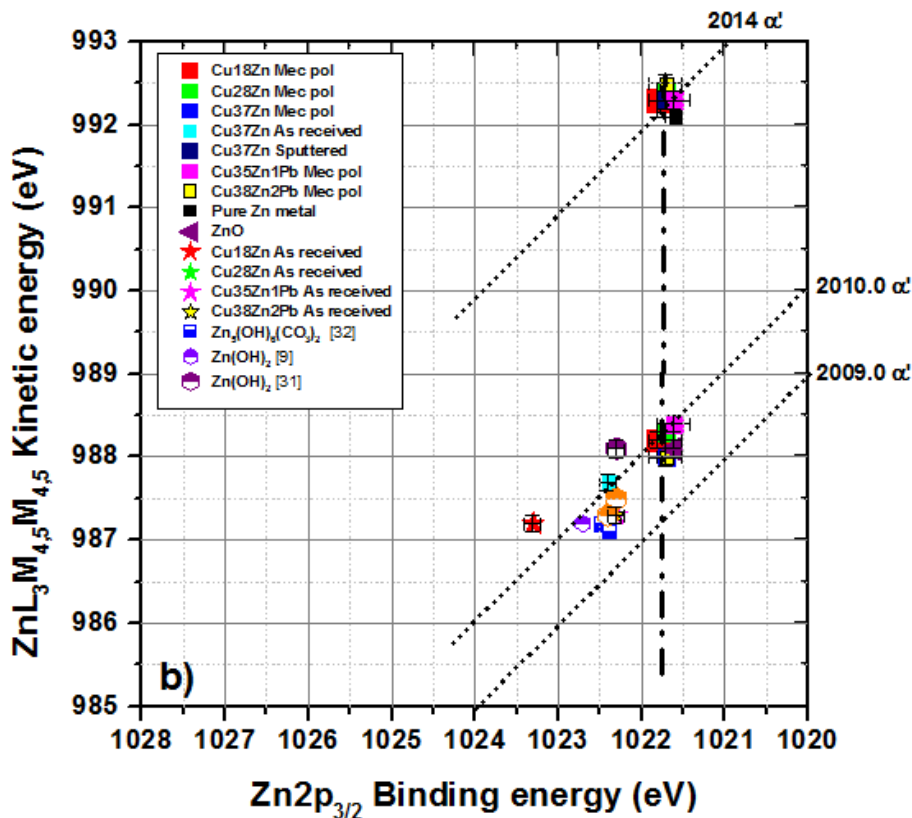 2014 α'
993
992
991
990
989
988
987
986
985
ZnL₃M₄,₅M₄,₅ Kinetic energy (eV)
Cu18Zn Mec pol
Cu28Zn Mec pol
Cu37Zn Mec pol
Cu37Zn As received
Cu37Zn Sputtered
Cu35Zn1Pb Mec pol
Cu38Zn2Pb Mec pol
Pure Zn metal
ZnO
Cu18Zn As received
Cu28Zn As received
Cu35Zn1Pb As received
Cu38Zn2Pb As received
Zn₅(OH)₆(CO₃)₂ [32]
Zn(OH)₂ [9]
Zn(OH)₂ [31]
2010.0 α'
2009.0 α'
b)
1028 1027 1026 1025 1024 1023 1022 1021 1020
Zn2p₃/₂ Binding energy (eV)